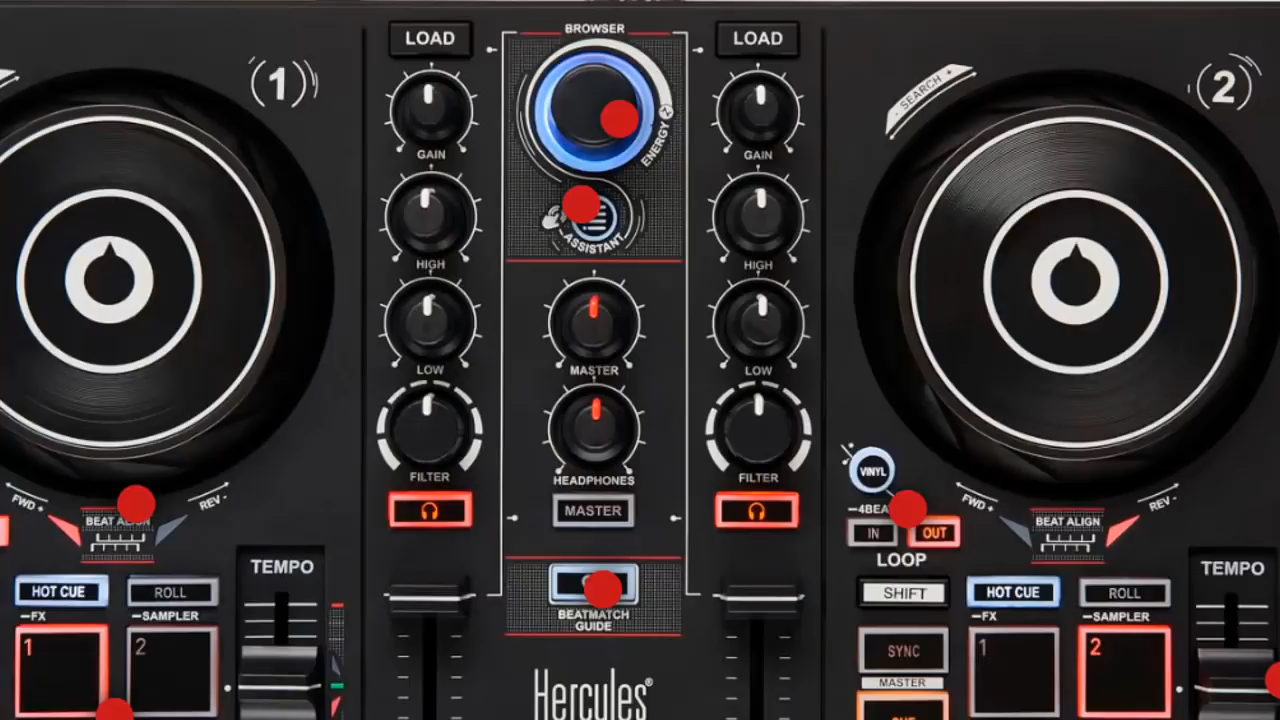 LOAD
BROWSER
LOAD
1
SEARCH +
2
GAIN
ENERGY
GAIN
ASSISTANT
HIGH
HIGH
LOW
MASTER
LOW
FILTER
HEADPHONES
FILTER
VINYL
FWD +
REV -
FWD +
REV -
BEAT
MASTER
IN
OUT
BEAT ALIGN
LOOP
TEMPO
TEMPO
HOT CUE
ROLL
SHIFT
HOT CUE
ROLL
FX
SAMPLER
BEATMATCH
GUIDE
FX
SAMPLER
1
2
SYNC
1
2
MASTER
Hercules®